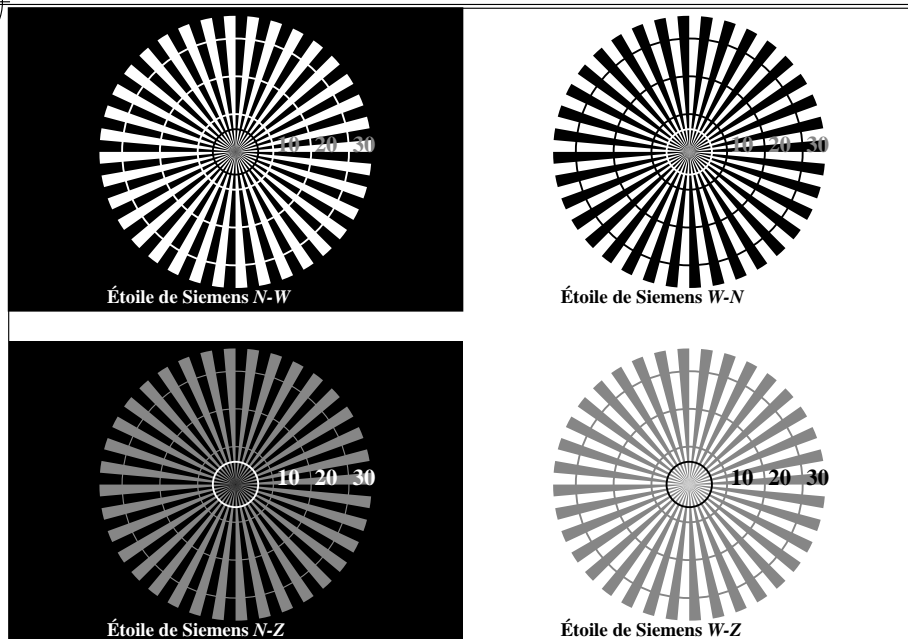 10 20 30
Étoile de Siemens N-W
10 20 30
Étoile de Siemens W-N
10 20 30
Étoile de Siemens N-Z
10 20 30
Étoile de Siemens W-Z